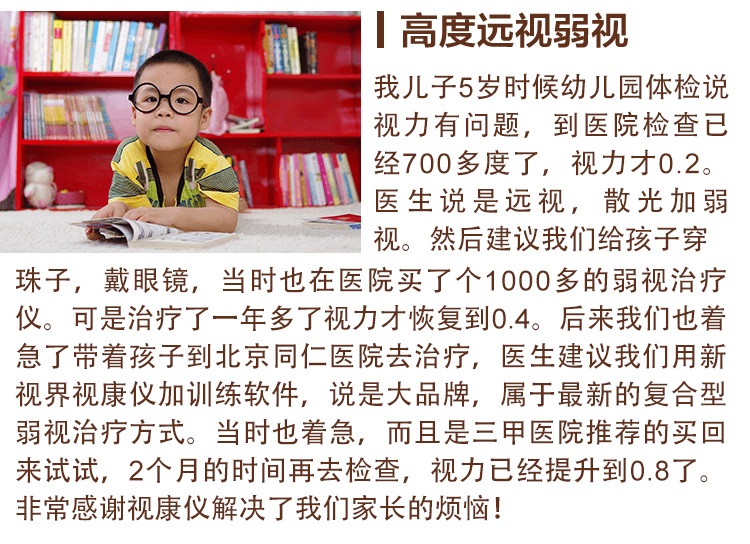 高度远视弱视
我儿子5岁时候幼儿园体检说
视力有问题，到医院检查已
经700多度了，视力才0.2。
医生说是远视，散光加弱
视。然后建议我们给孩子穿
珠子，戴眼镜，当时也在医院买了个1000多的弱视治疗
仪。可是治疗了一年多了视力才恢复到0.4。后来我们也着
急了带着孩子到北京同仁医院去治疗，医生建议我们用新
视界视康仪加训练软件，说是大品牌，属于最新的复合型
弱视治疗方式。当时也着急，而且是三甲医院推荐的买回
来试试，2个月的时间再去检查，视力已经提升到0.8了。
非常感谢视康仪解决了我们家长的烦恼！